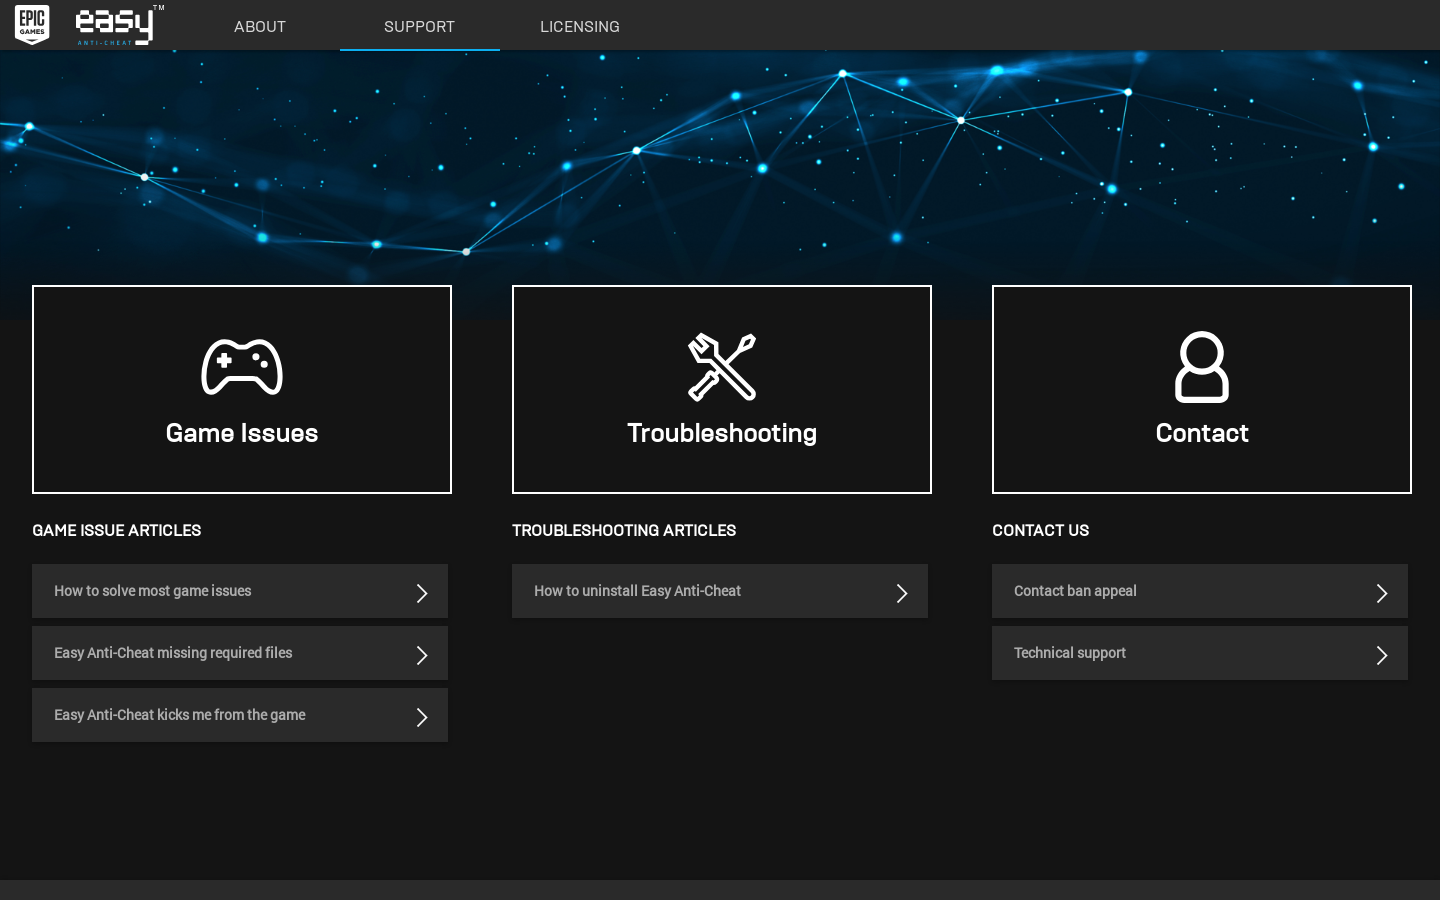 EPIC
GAMES
easy TM
ANTI-CHEAT
ABOUT
SUPPORT
LICENSING
Game Issues
Troubleshooting
Contact
GAME ISSUE ARTICLES
TROUBLESHOOTING ARTICLES
CONTACT US
How to solve most game issues
How to uninstall Easy Anti-Cheat
Contact ban appeal
Easy Anti-Cheat missing required files
Technical support
Easy Anti-Cheat kicks me from the game